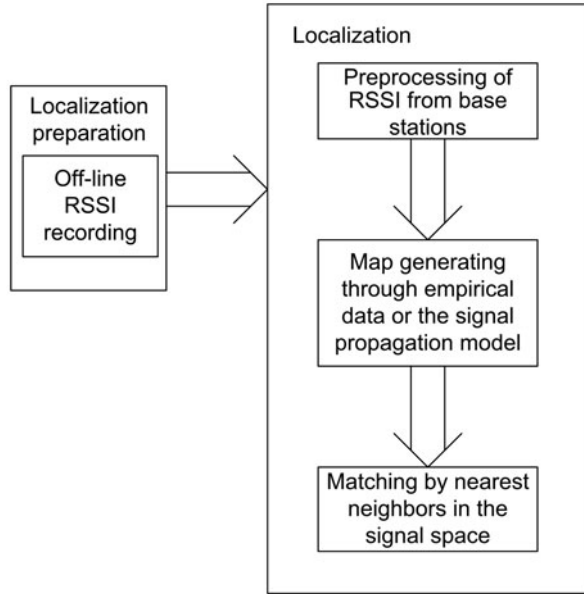 Localization
preparation
Off-line
RSSI
recording
Localization
Preprocessing of
RSSI from base
stations
Map generating
through empirical
data or the signal
propagation model
Matching by nearest
neighbors in the
signal space